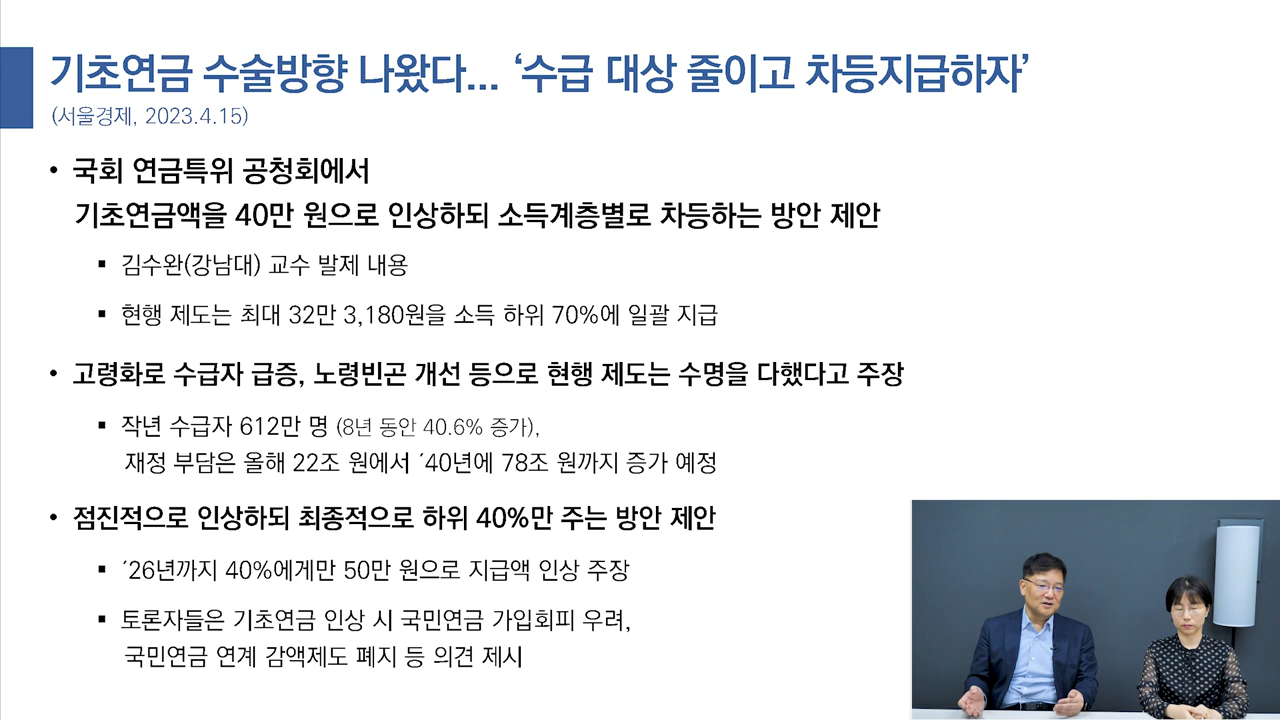 기초연금 수술방향 나왔다... ‘수급 대상 줄이고 차등지급하자’
(서울경제, 2023.4.15)
• 국회 연금특위 공청회에서
기초연금액을 40만 원으로 인상하되 소득계층별로 차등하는 방안 제안
▪ 김수완(강남대) 교수 발제 내용
▪ 현행 제도는 최대 32만 3,180원을 소득 하위 70%에 일괄 지급
• 고령화로 수급자 급증, 노령빈곤 개선 등으로 현행 제도는 수명을 다했다고 주장
▪ 작년 수급자 612만 명 (8년 동안 40.6% 증가),
재정 부담은 올해 22조 원에서 ´40년에 78조 원까지 증가 예정
• 점진적으로 인상하되 최종적으로 하위 40%만 주는 방안 제안
▪ ´26년까지 40%에게만 50만 원으로 지급액 인상 주장
▪ 토론자들은 기초연금 인상 시 국민연금 가입회피 우려,
국민연금 연계 감액제도 폐지 등 의견 제시